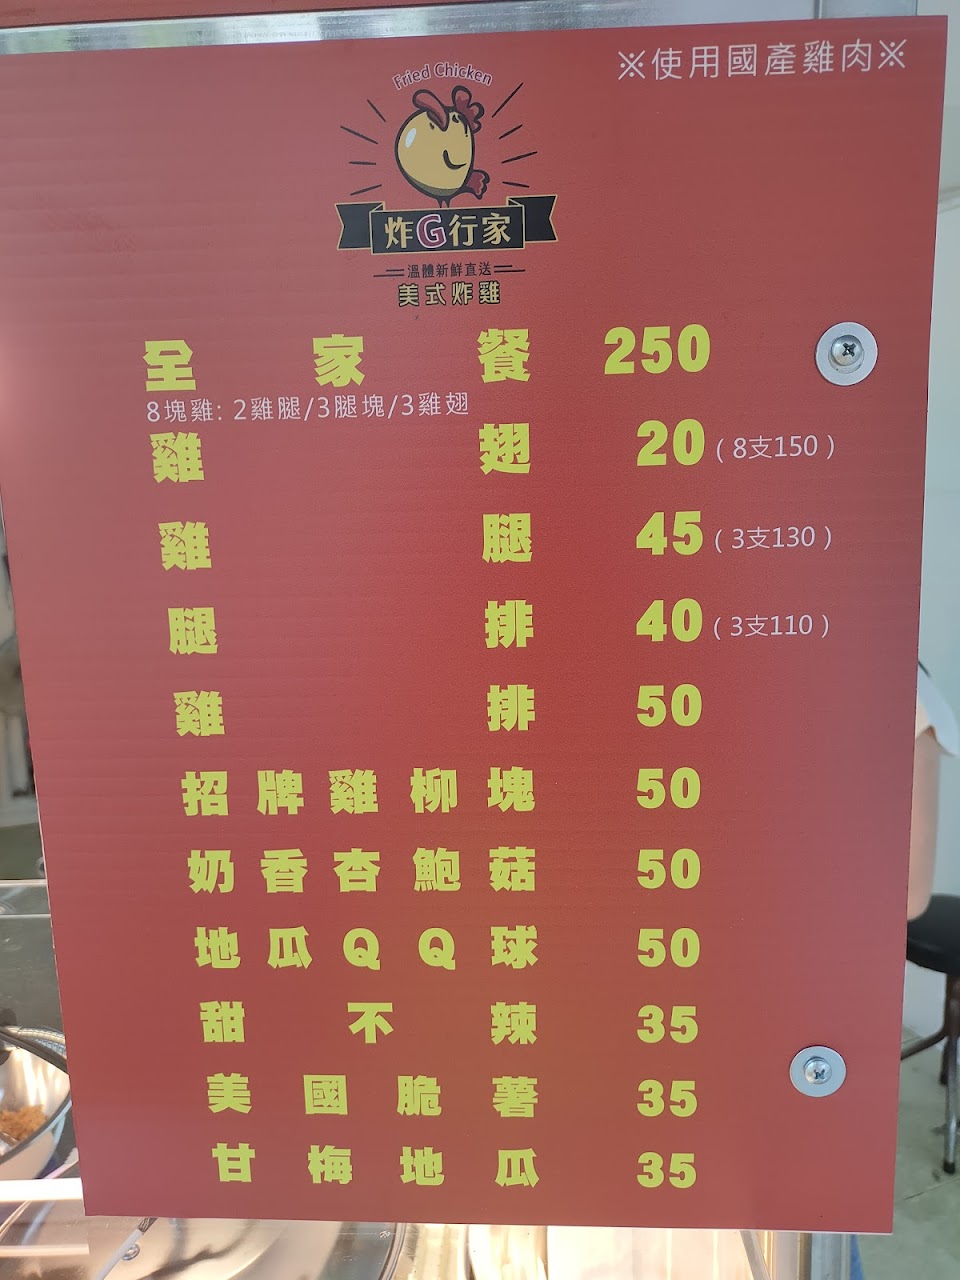 ※使用國產雞肉※
Fried Chicken
炸G行家
溫體新鮮直送
美式炸雞
全家餐 250
8塊雞: 2雞腿/3腿塊/3雞翅
雞翅 20 (8支150)
雞腿 45 (3支130)
腿排 40 (3支110)
雞排 50
招牌雞柳塊 50
奶香杏鮑菇 50
地瓜QQ球 50
甜不辣 35
美國脆薯 35
甘梅地瓜 35